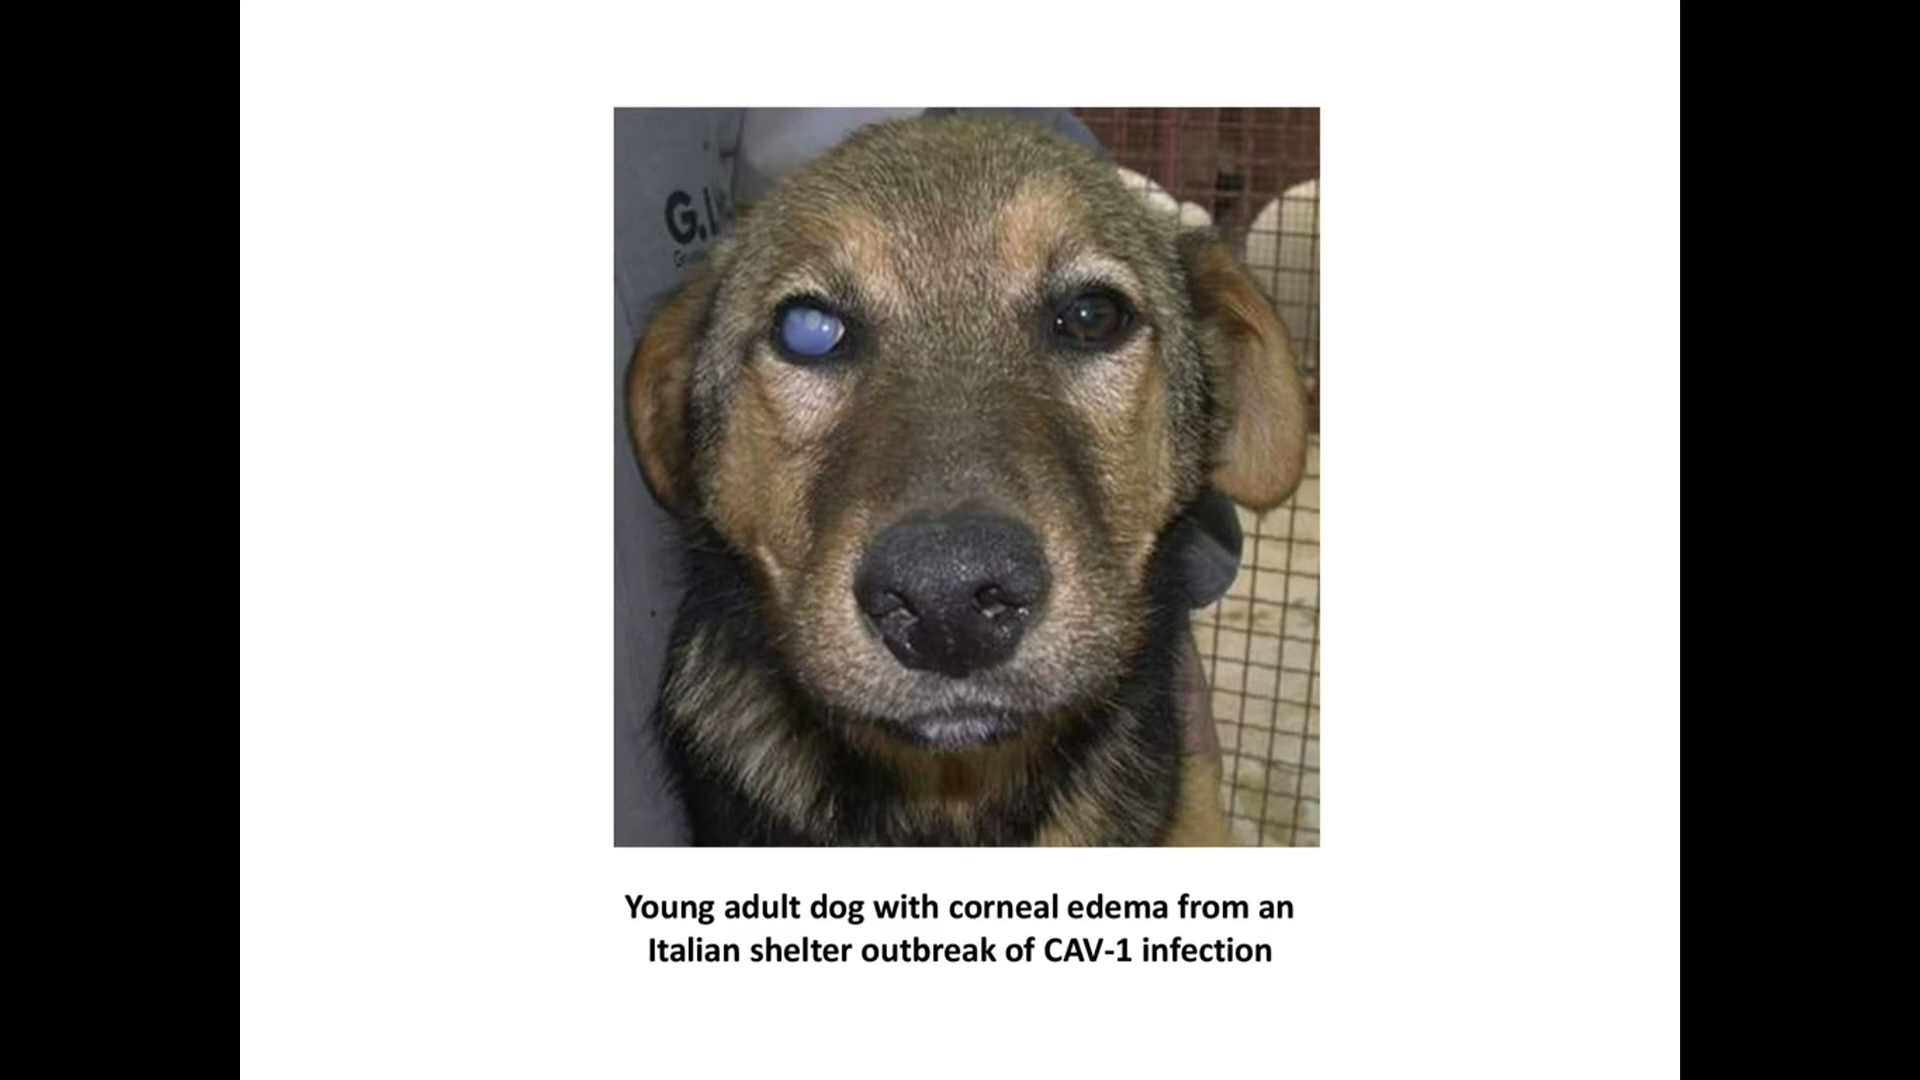 G.
Young adult dog with corneal edema from an
Italian shelter outbreak of CAV-1 infection